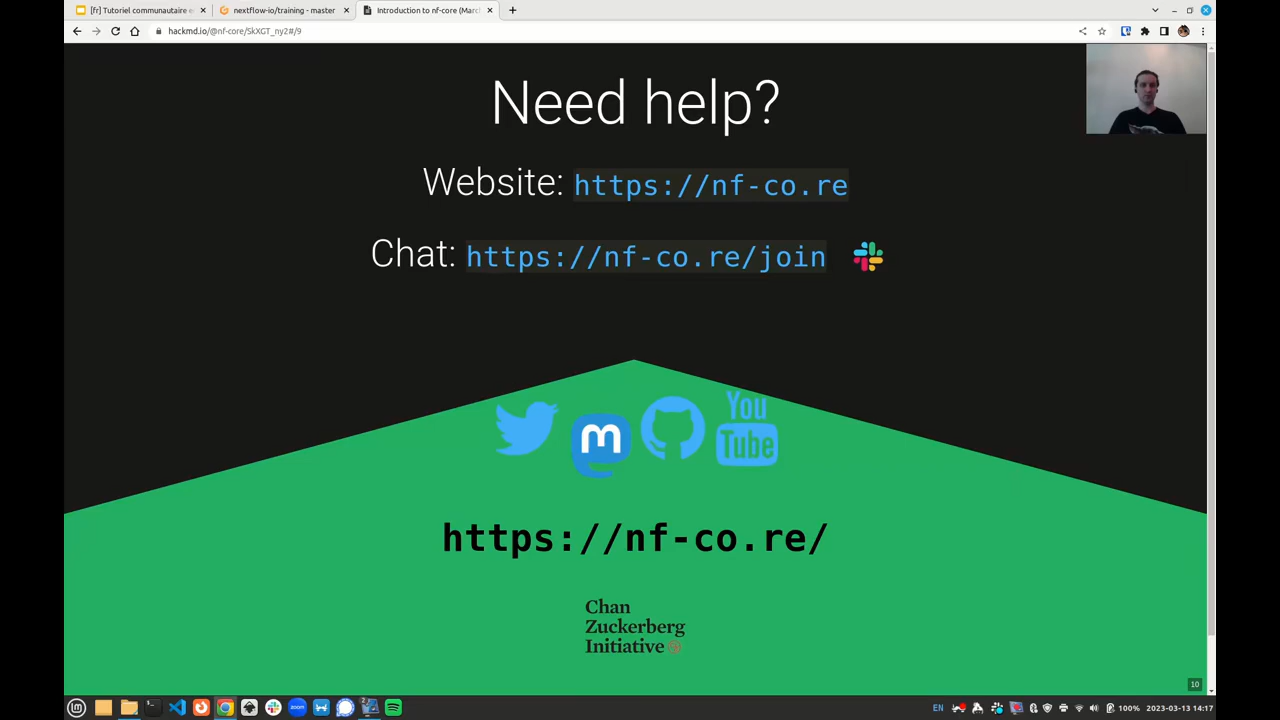 [fr] Tutoriel communautaire e
nextflow-io/training - master
Introduction to nf-core (Marc
hackmd.io/@nf-core/SkXGT_ny2#/9
Need help?
Website: https://nf-co.re
Chat: https://nf-co.re/join
m
You
Tube
https://nf-co.re/
Chan
Zuckerberg
Initiative
10
EN
100%
2023-03-13 14:17